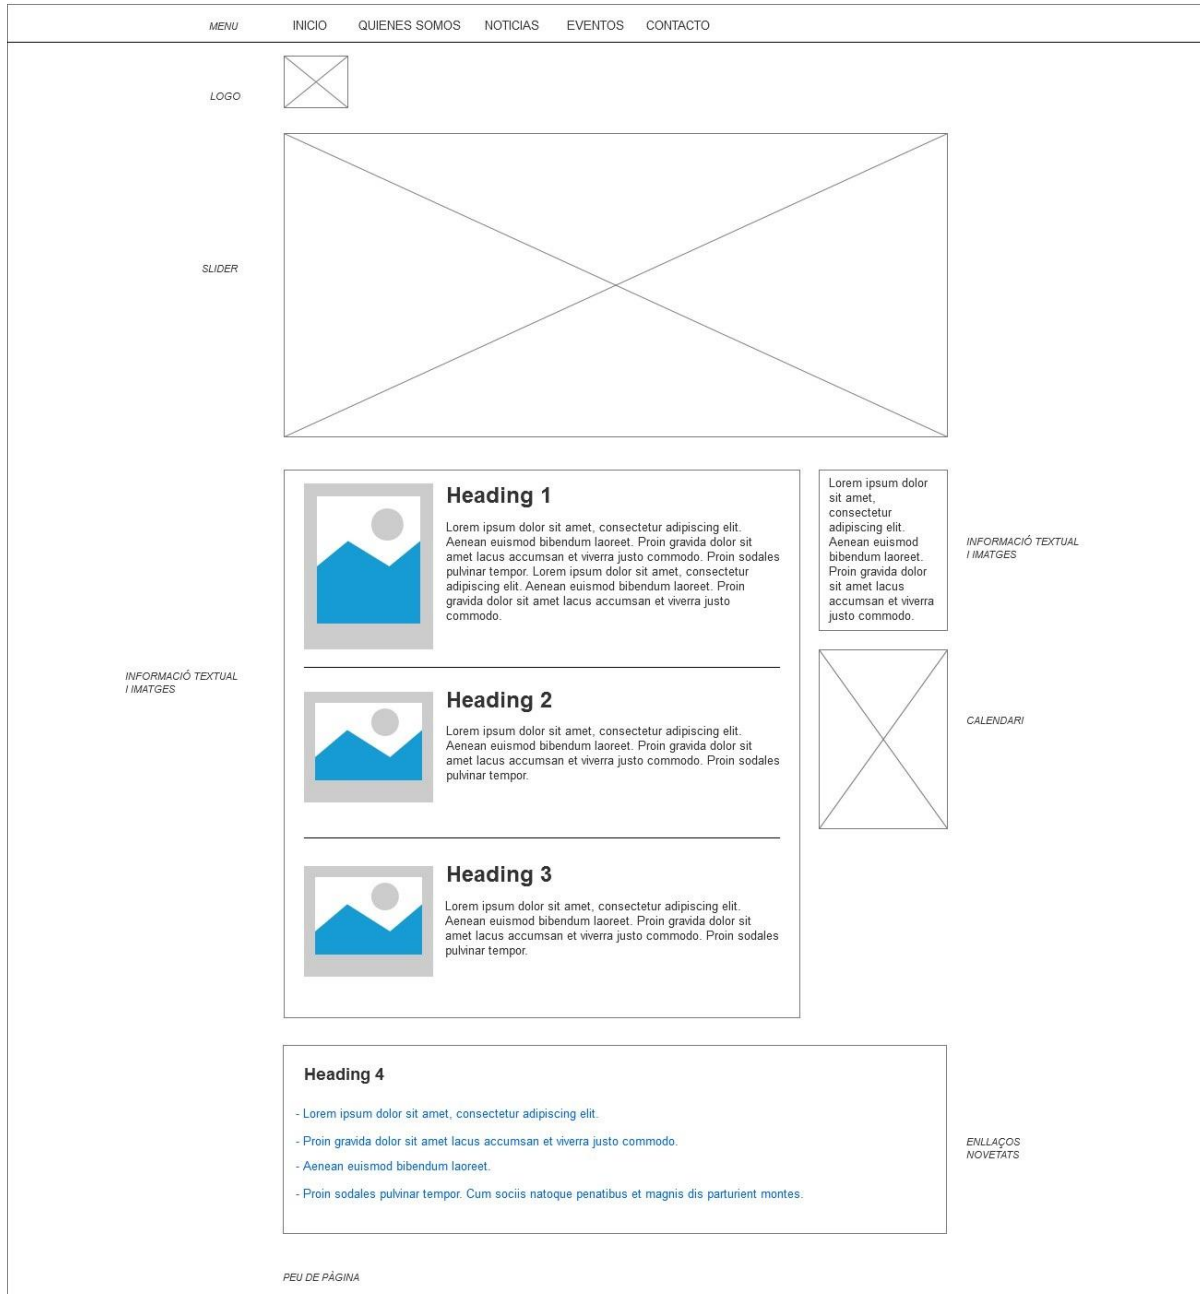 MENU INICIO QUIENES SOMOS NOTICIAS EVENTOS CONTACTO
LOGO
SLIDER
INFORMACIÓ TEXTUAL
I IMATGES
Heading 1
Lorem ipsum dolor sit amet, consectetur adipiscing elit.
Aenean euismod bibendum laoreet. Proin gravida dolor sit
amet lacus accumsan et viverra justo commodo. Proin sodales
pulvinar tempor. Lorem ipsum dolor sit amet, consectetur
adipiscing elit. Aenean euismod bibendum laoreet. Proin
gravida dolor sit amet lacus accumsan et viverra justo
commodo.
Heading 2
Lorem ipsum dolor sit amet, consectetur adipiscing elit.
Aenean euismod bibendum laoreet. Proin gravida dolor sit
amet lacus accumsan et viverra justo commodo. Proin sodales
pulvinar tempor.
Heading 3
Lorem ipsum dolor sit amet, consectetur adipiscing elit.
Aenean euismod bibendum laoreet. Proin gravida dolor sit
amet lacus accumsan et viverra justo commodo. Proin sodales
pulvinar tempor.
Lorem ipsum dolor
sit amet,
consectetur
adipiscing elit.
Aenean euismod
bibendum laoreet.
Proin gravida dolor
sit amet lacus
accumsan et viverra
justo commodo.
INFORMACIÓ TEXTUAL
I IMATGES
CALENDARI
Heading 4
- Lorem ipsum dolor sit amet, consectetur adipiscing elit.
- Proin gravida dolor sit amet lacus accumsan et viverra justo commodo.
- Aenean euismod bibendum laoreet.
- Proin sodales pulvinar tempor. Cum sociis natoque penatibus et magnis dis parturient montes.
ENLLAÇOS
NOVETATS
PEU DE PÀGINA